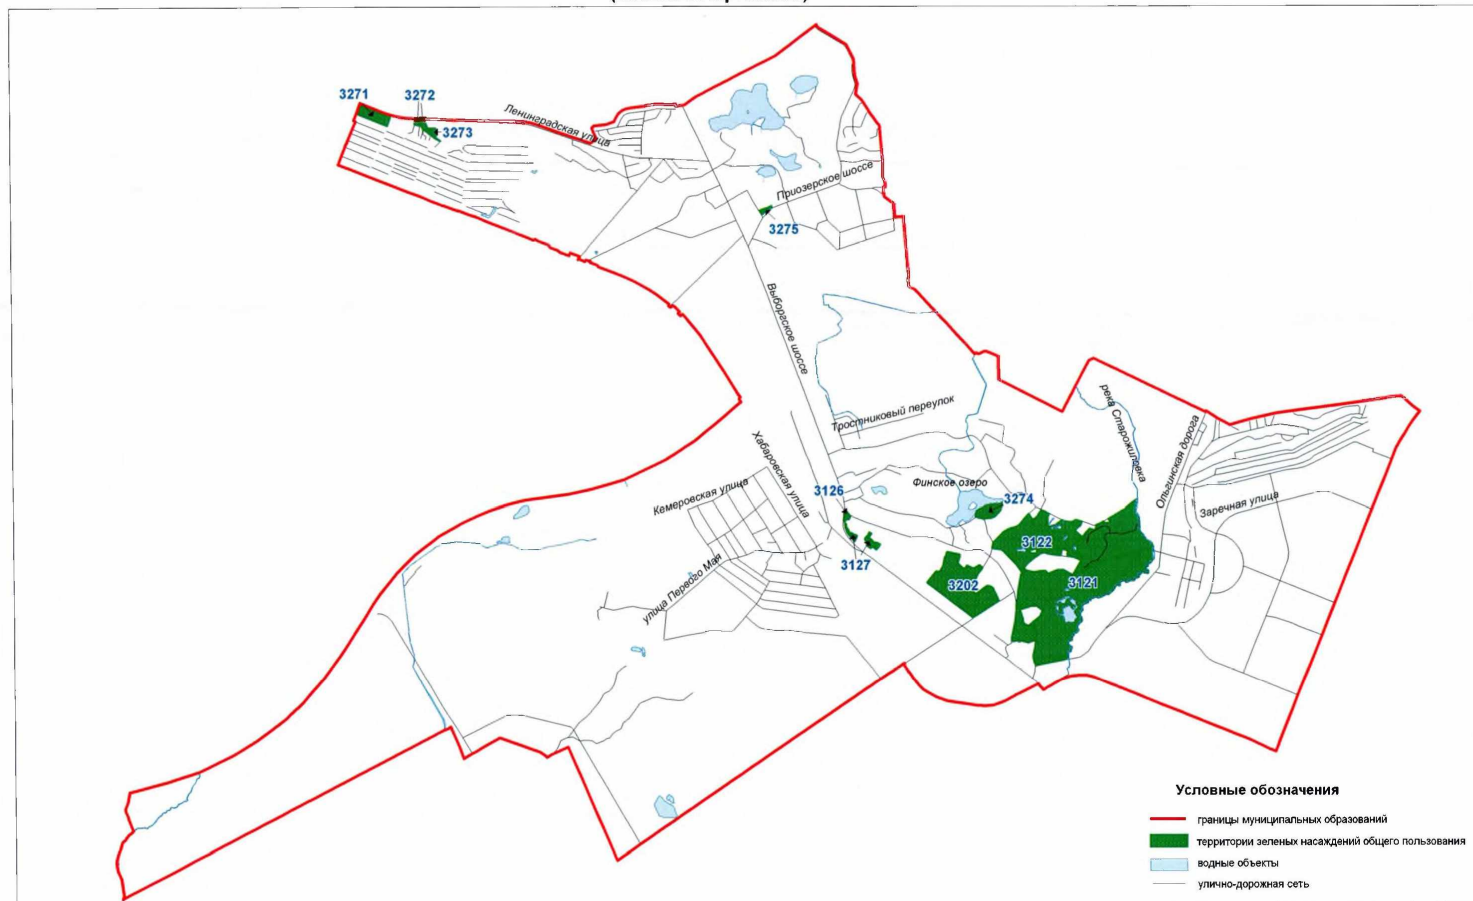 3271
3272
3273
Ленинградская улица
Приозерское шоссе
3275
Выборгское шоссе
Тростниковый переулок
Хабаровская улица
Кемеровская улица
улица Первого Мая
3126
3127
Финское озеро
3274
3122
3121
3202
река Старожиловка
Ольгинская дорога
Заречная улица
Условные обозначения
границы муниципальных образований
территории зеленых насаждений общего пользования
водные объекты
улично-дорожная сеть